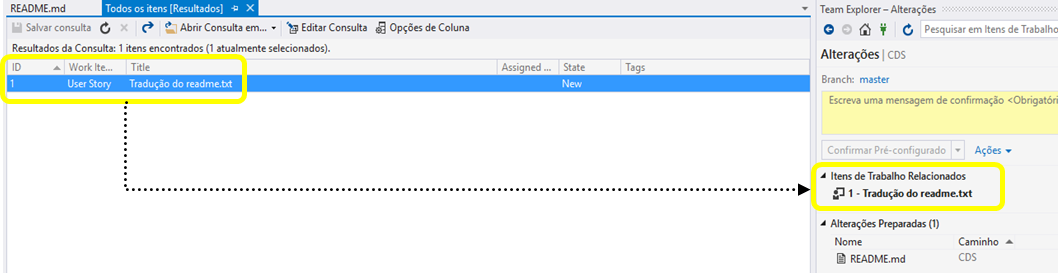 README.md
Todos os itens [Resultados]
Salvar consulta
Abrir Consulta em...
Editar Consulta
Opções de Coluna
Resultados da Consulta: 1 itens encontrados (1 atualmente selecionados).
ID Work Ite... Title Assigned ... State Tags
1 User Story Tradução do readme.txt New
Team Explorer – Alterações
Pesquisar em Itens de Trabalho
Alterações | CDS
Branch: master
Escreva uma mensagem de confirmação <Obrigatóri
Confirmar Pré-configurado
Ações
Itens de Trabalho Relacionados
1 - Tradução do readme.txt
Alterações Preparadas (1)
Nome Caminho
README.md CDS